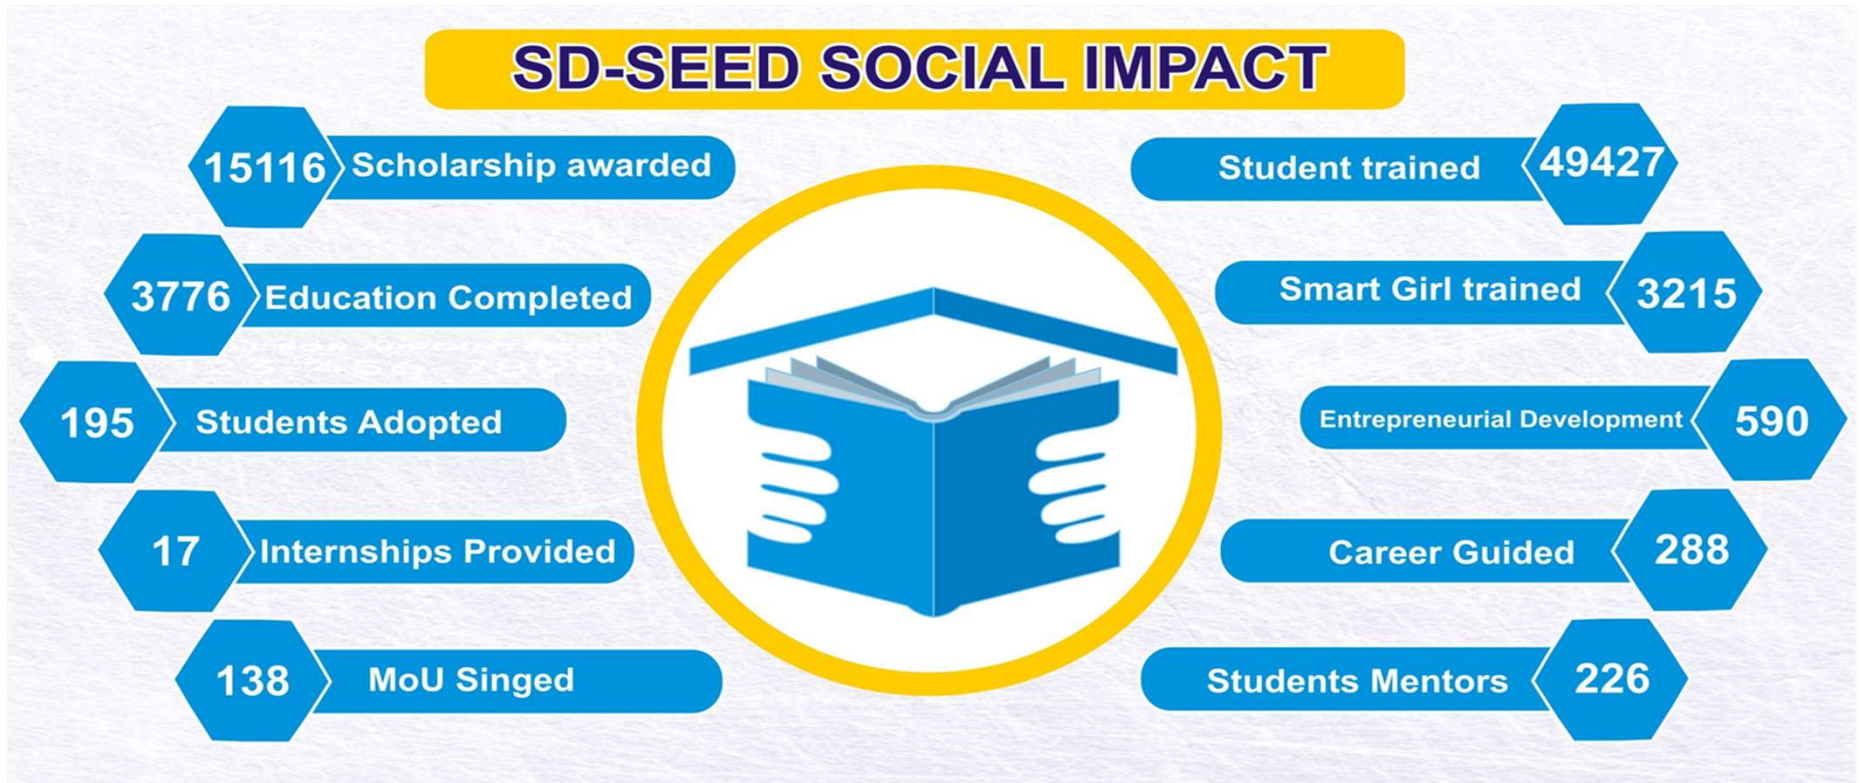 SD-SEED SOCIAL IMPACT
15116 Scholarship awarded
3776 Education Completed
195 Students Adopted
17 Internships Provided
138 MoU Singed
Student trained 49427
Smart Girl trained 3215
Entrepreneurial Development 590
Career Guided 288
Students Mentors 226